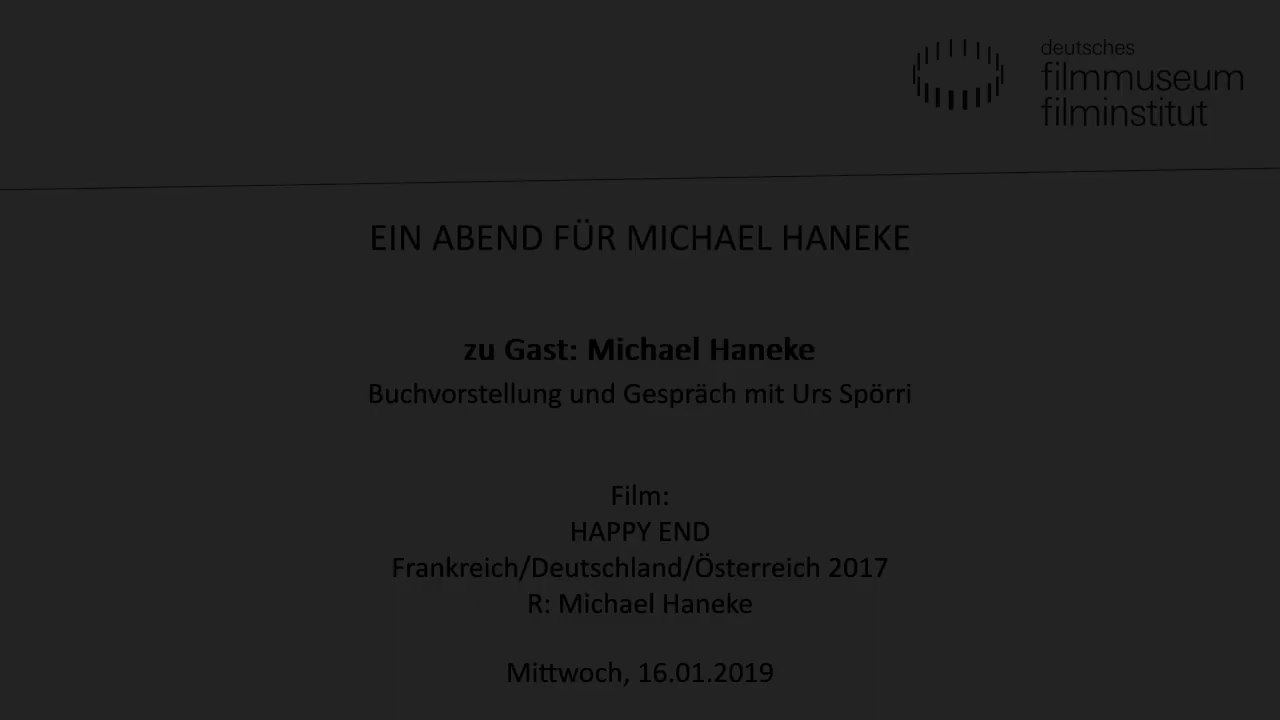 deutsches
filmmuseum
filminstitut
EIN ABEND FÜR MICHAEL HANEKE
zu Gast: Michael Haneke
Buchvorstellung und Gespräch mit Urs Spörri
Film:
HAPPY END
Frankreich/Deutschland/Österreich 2017
R: Michael Haneke
Mittwoch, 16.01.2019